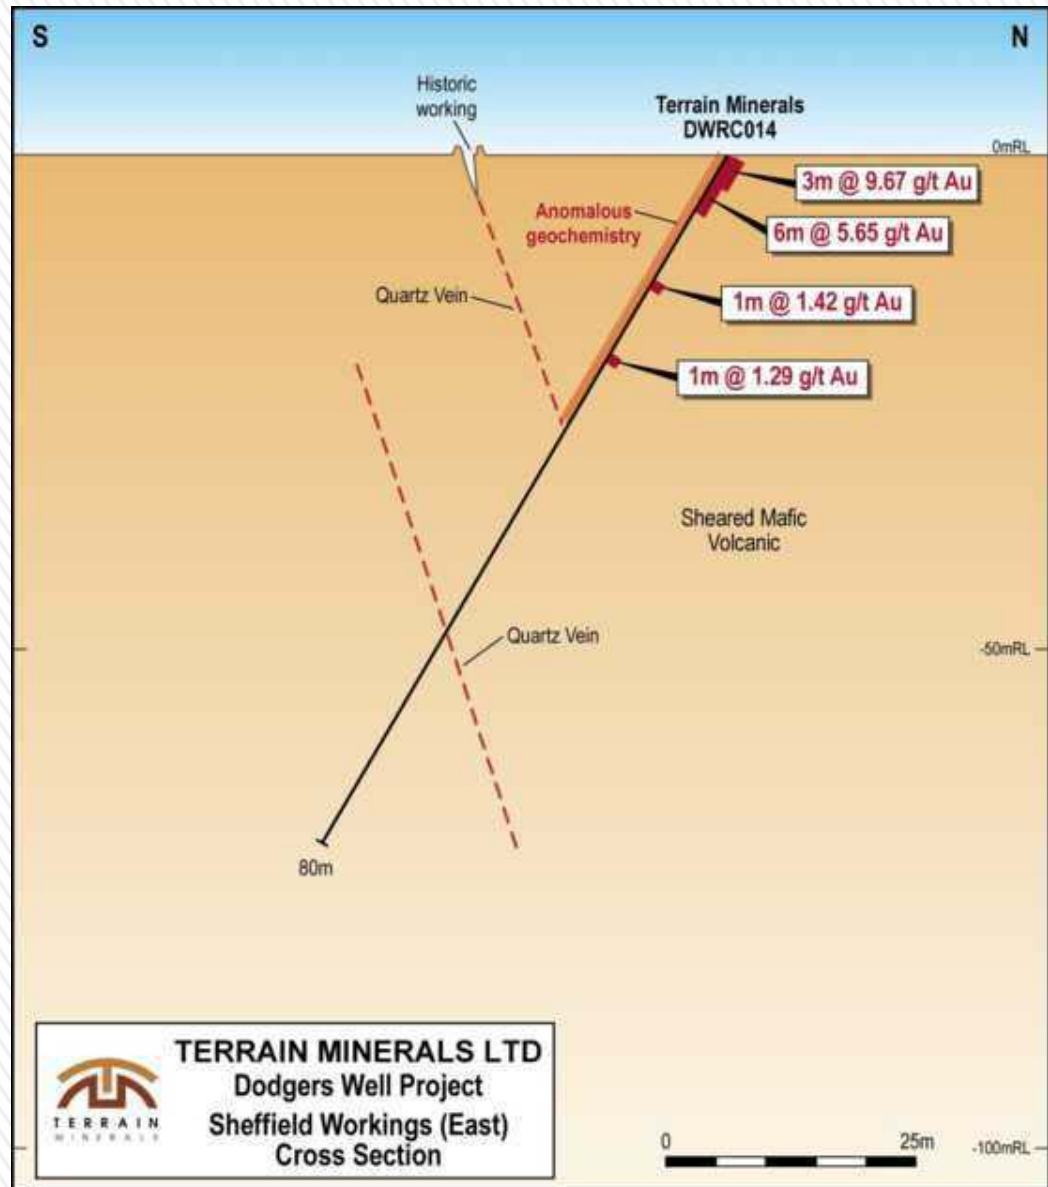 S
N
Historic
working
Terrain Minerals
DWRC014
0mRL
3m @ 9.67 g/t Au
Anomalous
geochemistry
6m @ 5.65 g/t Au
Quartz Vein
1m @ 1.42 g/t Au
1m @ 1.29 g/t Au
Sheared Mafic
Volcanic
Quartz Vein
-50mRL
80m
TERRAIN MINERALS LTD
Dodgers Well Project
Sheffield Workings (East)
Cross Section
TERRAIN
MINERALS
0
25m
-100mRL